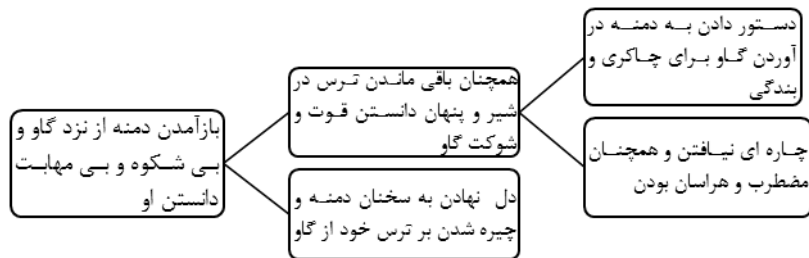 بازآمدن دمنه از نزد گاو و
بی شکوه و بی مهابت
دانستن او
همچنان باقی ماندن ترس در
شیر و پنهان دانستن قوت و
شوکت گاو
دل نهادن به سخنان دمنه و
چیره شدن بر ترس خود از گاو
دستور دادن به دمنه در
آوردن گاو برای چاکری و
بندگی
چاره ای نیافتن و همچنان
مضطرب و هراسان بودن